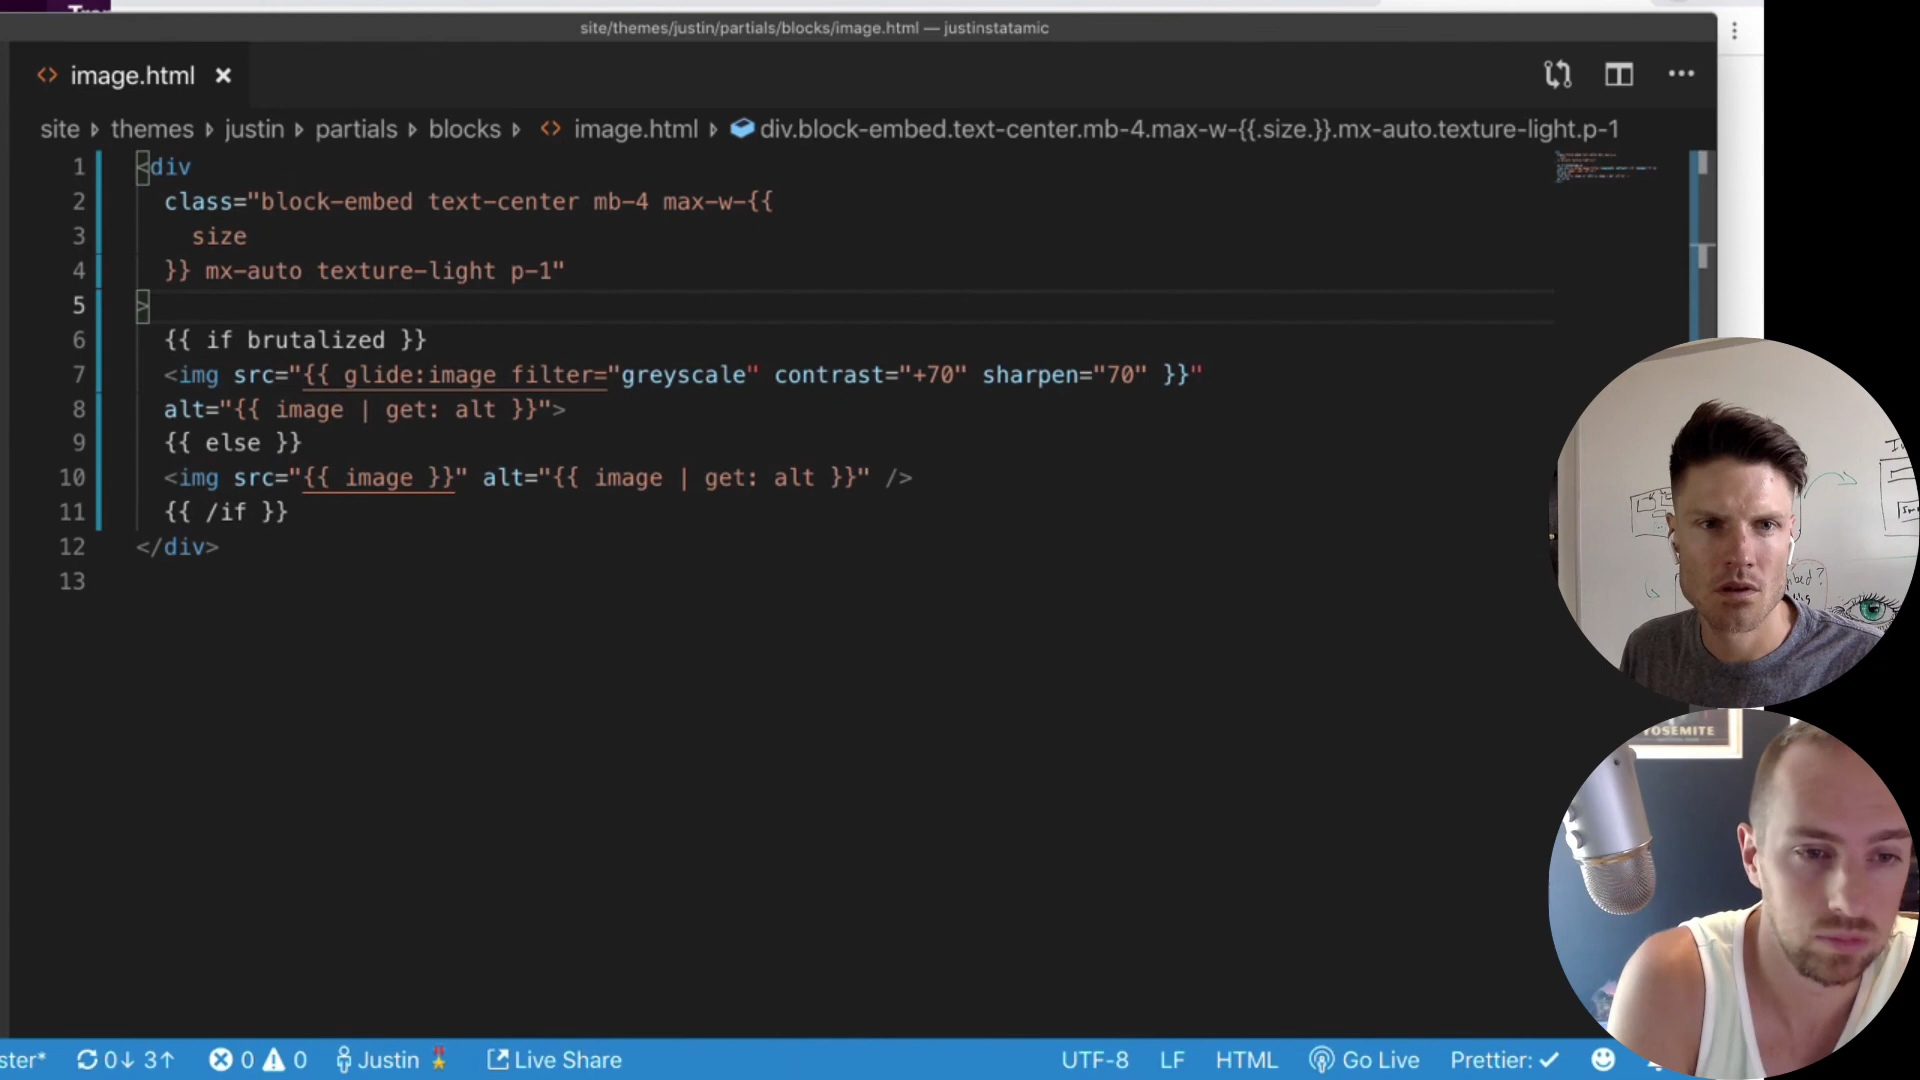 site/themes/justin/partials/blocks/image.html — justinstatamic
image.html
site themes justin partials blocks image.html div.block-embed.text-center.mb-4.max-w-{{.size.}}.mx-auto.texture-light.p-1
1 <div
2 class="block-embed text-center mb-4 max-w-{{
3 size
4 }} mx-auto texture-light p-1"
5 >
6 {{ if brutalized }}
7 <img src="{{ glide:image filter="greyscale" contrast="+70" sharpen="70" }}"
8 alt="{{ image | get: alt }}">
9 {{ else }}
10 <img src="{{ image }}" alt="{{ image | get: alt }}" />
11 {{ /if }}
12 </div>
13
YOSEMITE
ster* 0↓ 3↑ 0 0 Justin Live Share UTF-8 LF HTML Go Live Prettier: ✓